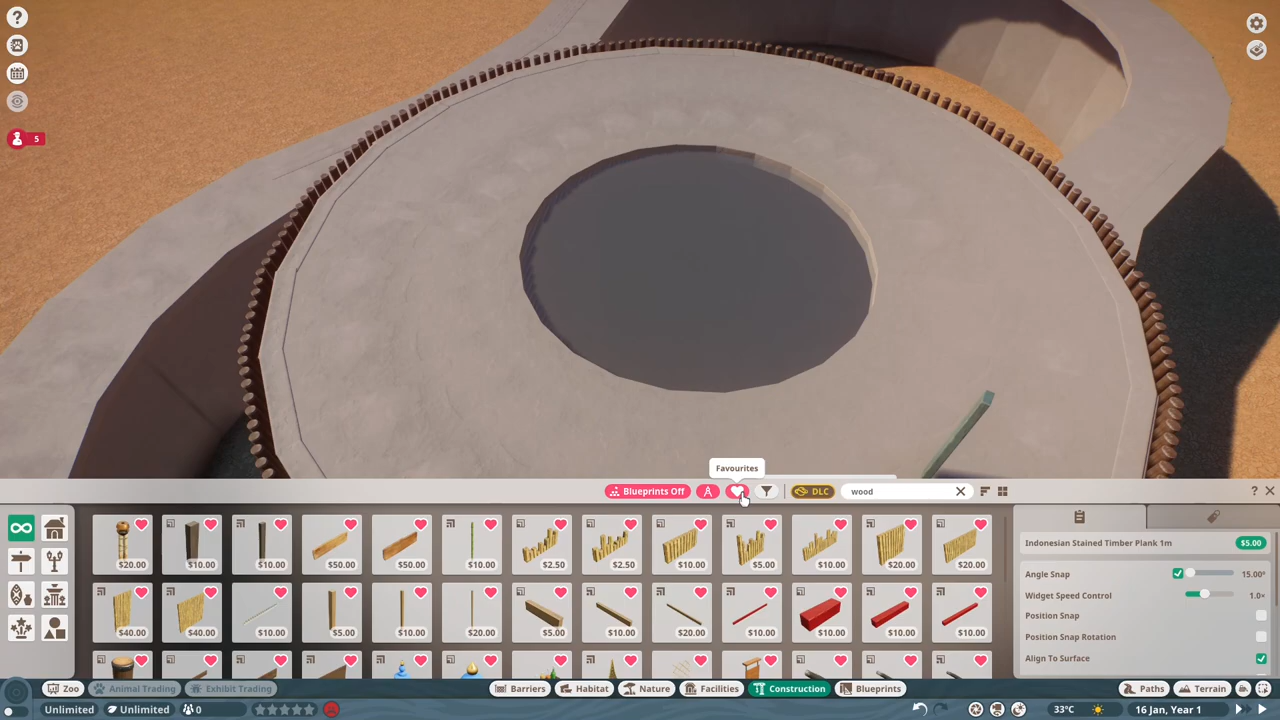 ?
5
Favourites
Blueprints Off
DLC
wood
?
$20.00 $10.00 $10.00 $50.00 $50.00 $10.00 $2.50 $2.50 $10.00 $5.00 $10.00 $20.00 $20.00
$40.00 $40.00 $10.00 $5.00 $10.00 $20.00 $5.00 $10.00 $20.00 $10.00 $10.00 $20.00 $10.00
Indonesian Stained Timber Plank 1m $5.00
Angle Snap 15.00°
Widget Speed Control 1.0×
Position Snap
Position Snap Rotation
Align To Surface
Zoo Animal Trading Exhibit Trading Barriers Habitat Nature Facilities Construction Blueprints Paths Terrain
Unlimited Unlimited 0 33°C 16 Jan, Year 1